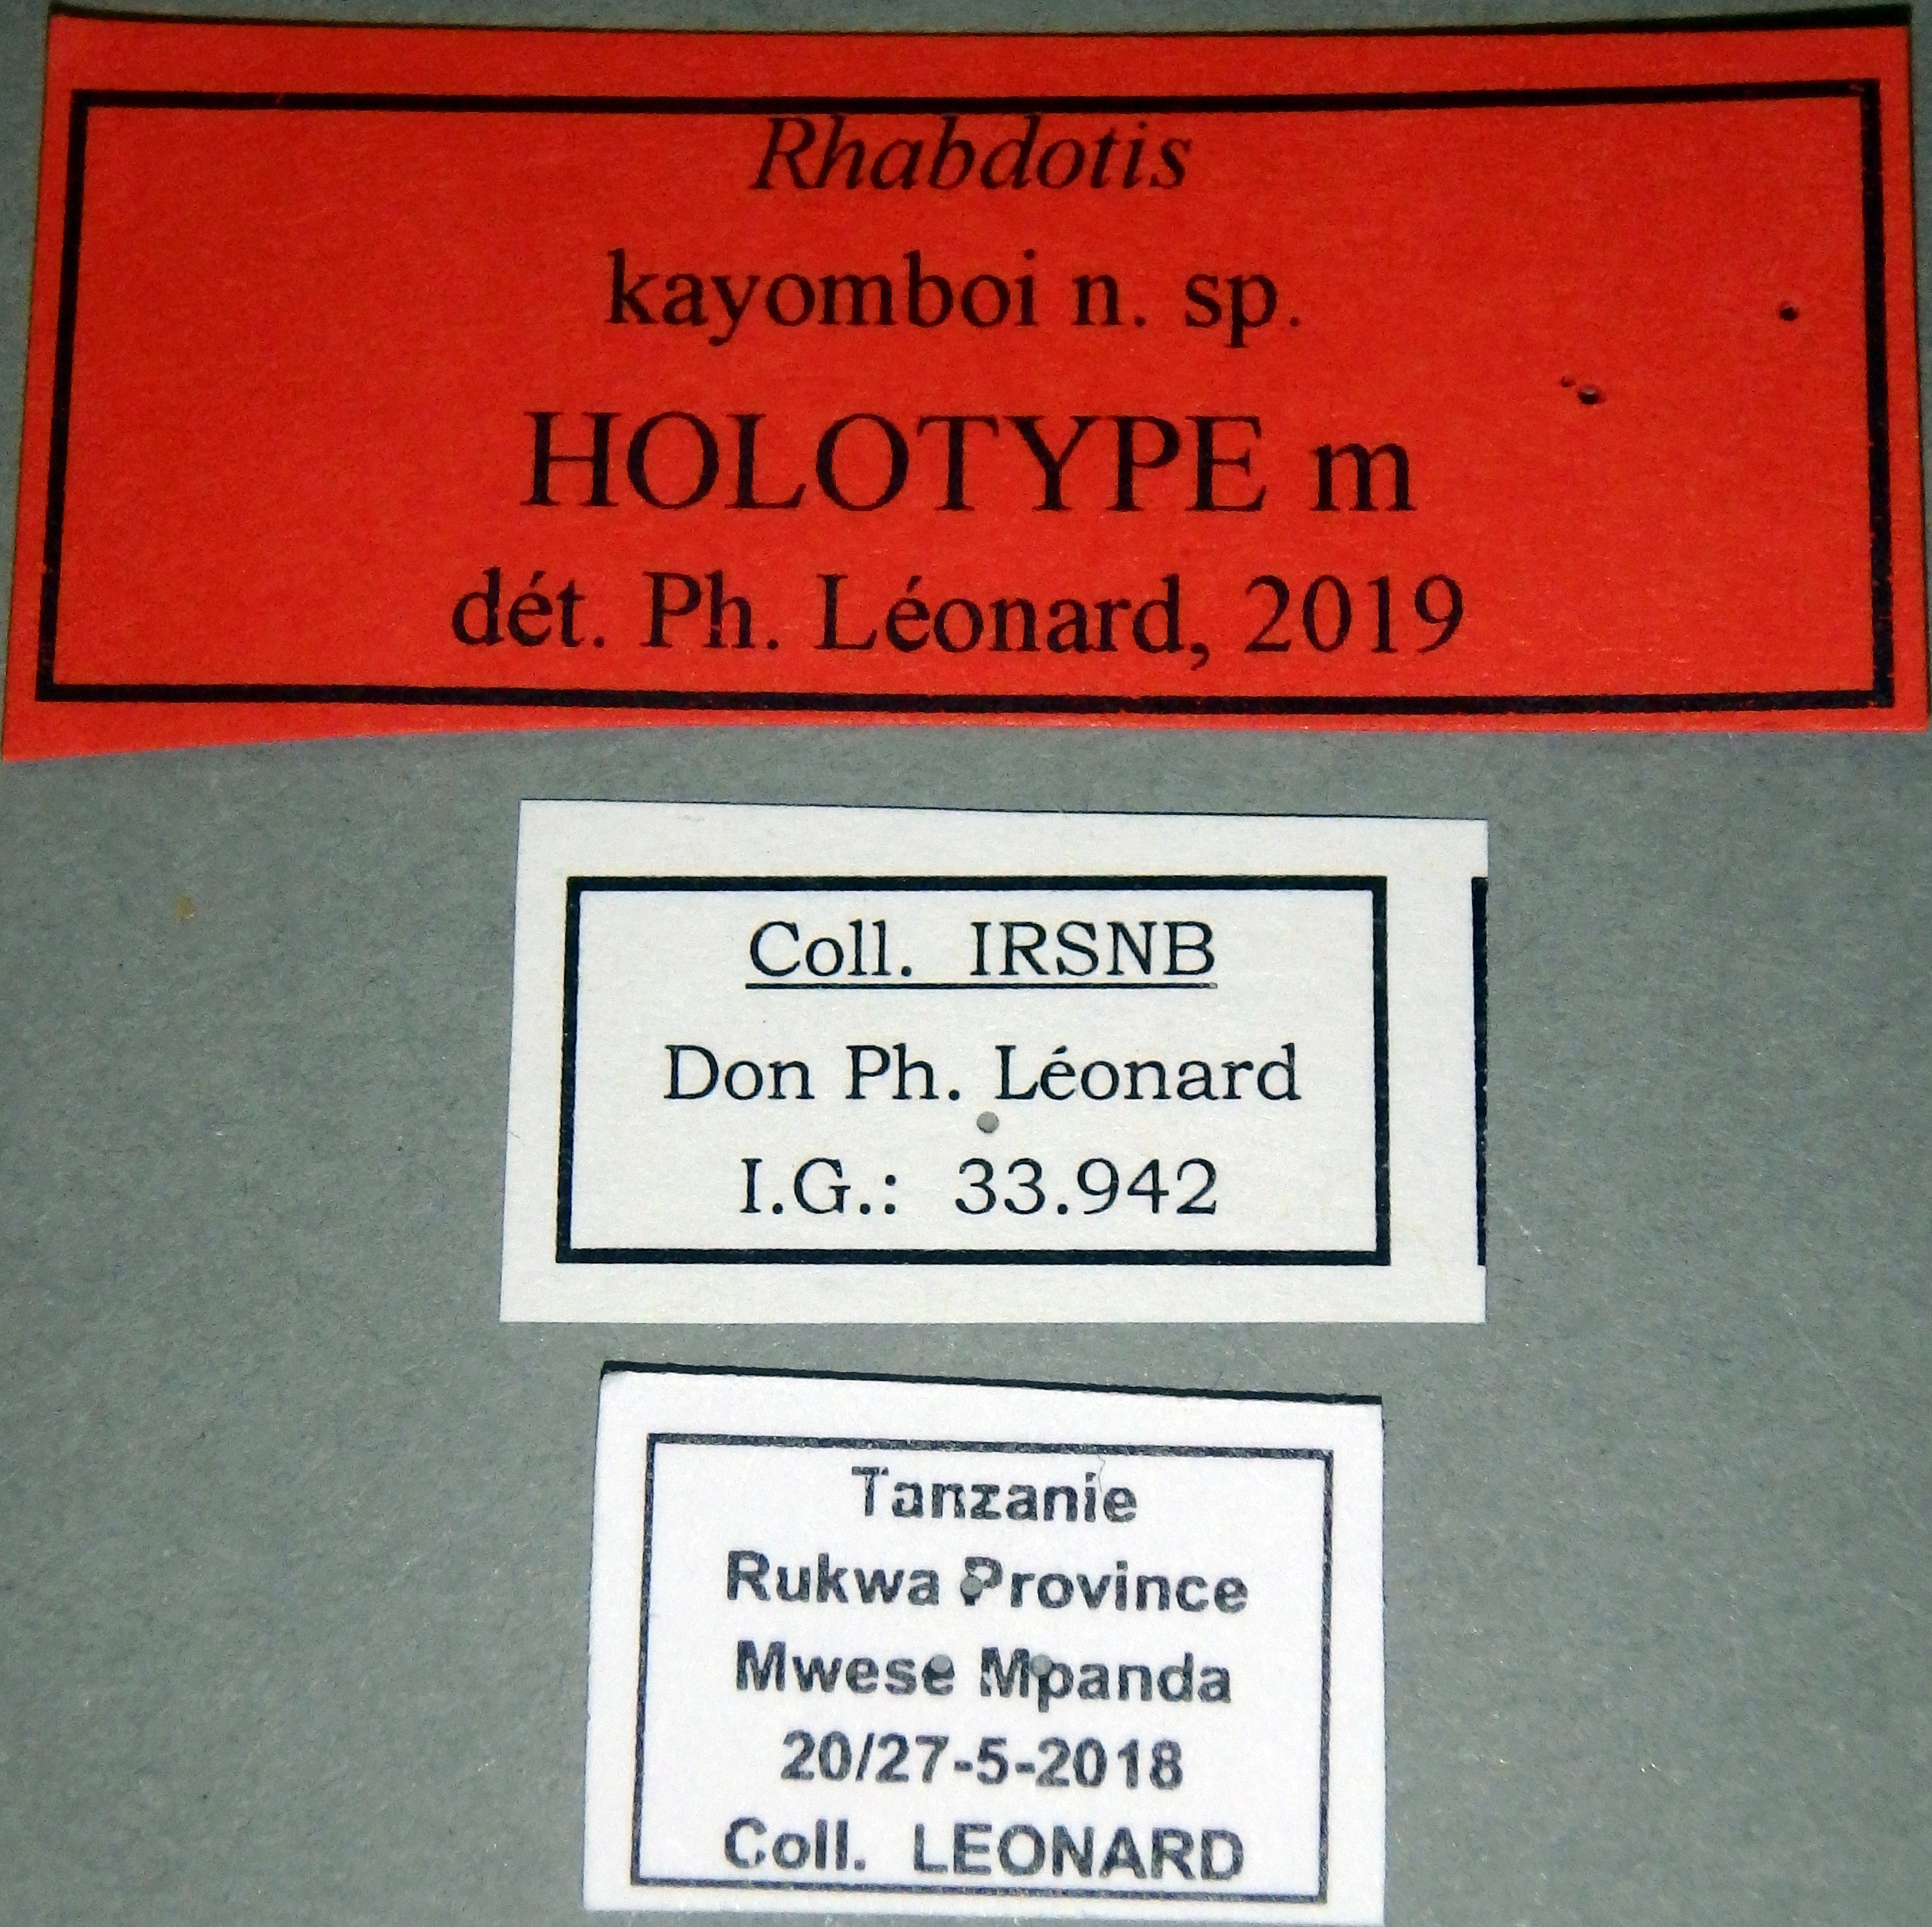 Rhabdotis
kayomboi n. sp.
HOLOTYPE m
dét. Ph. Léonard, 2019
Coll. IRSNB
Don Ph. Léonard
I.G.: 33.942
Tanzanie
Rukwa Province
Mwese Mpanda
20/27-5-2018
Coll. LEONARD